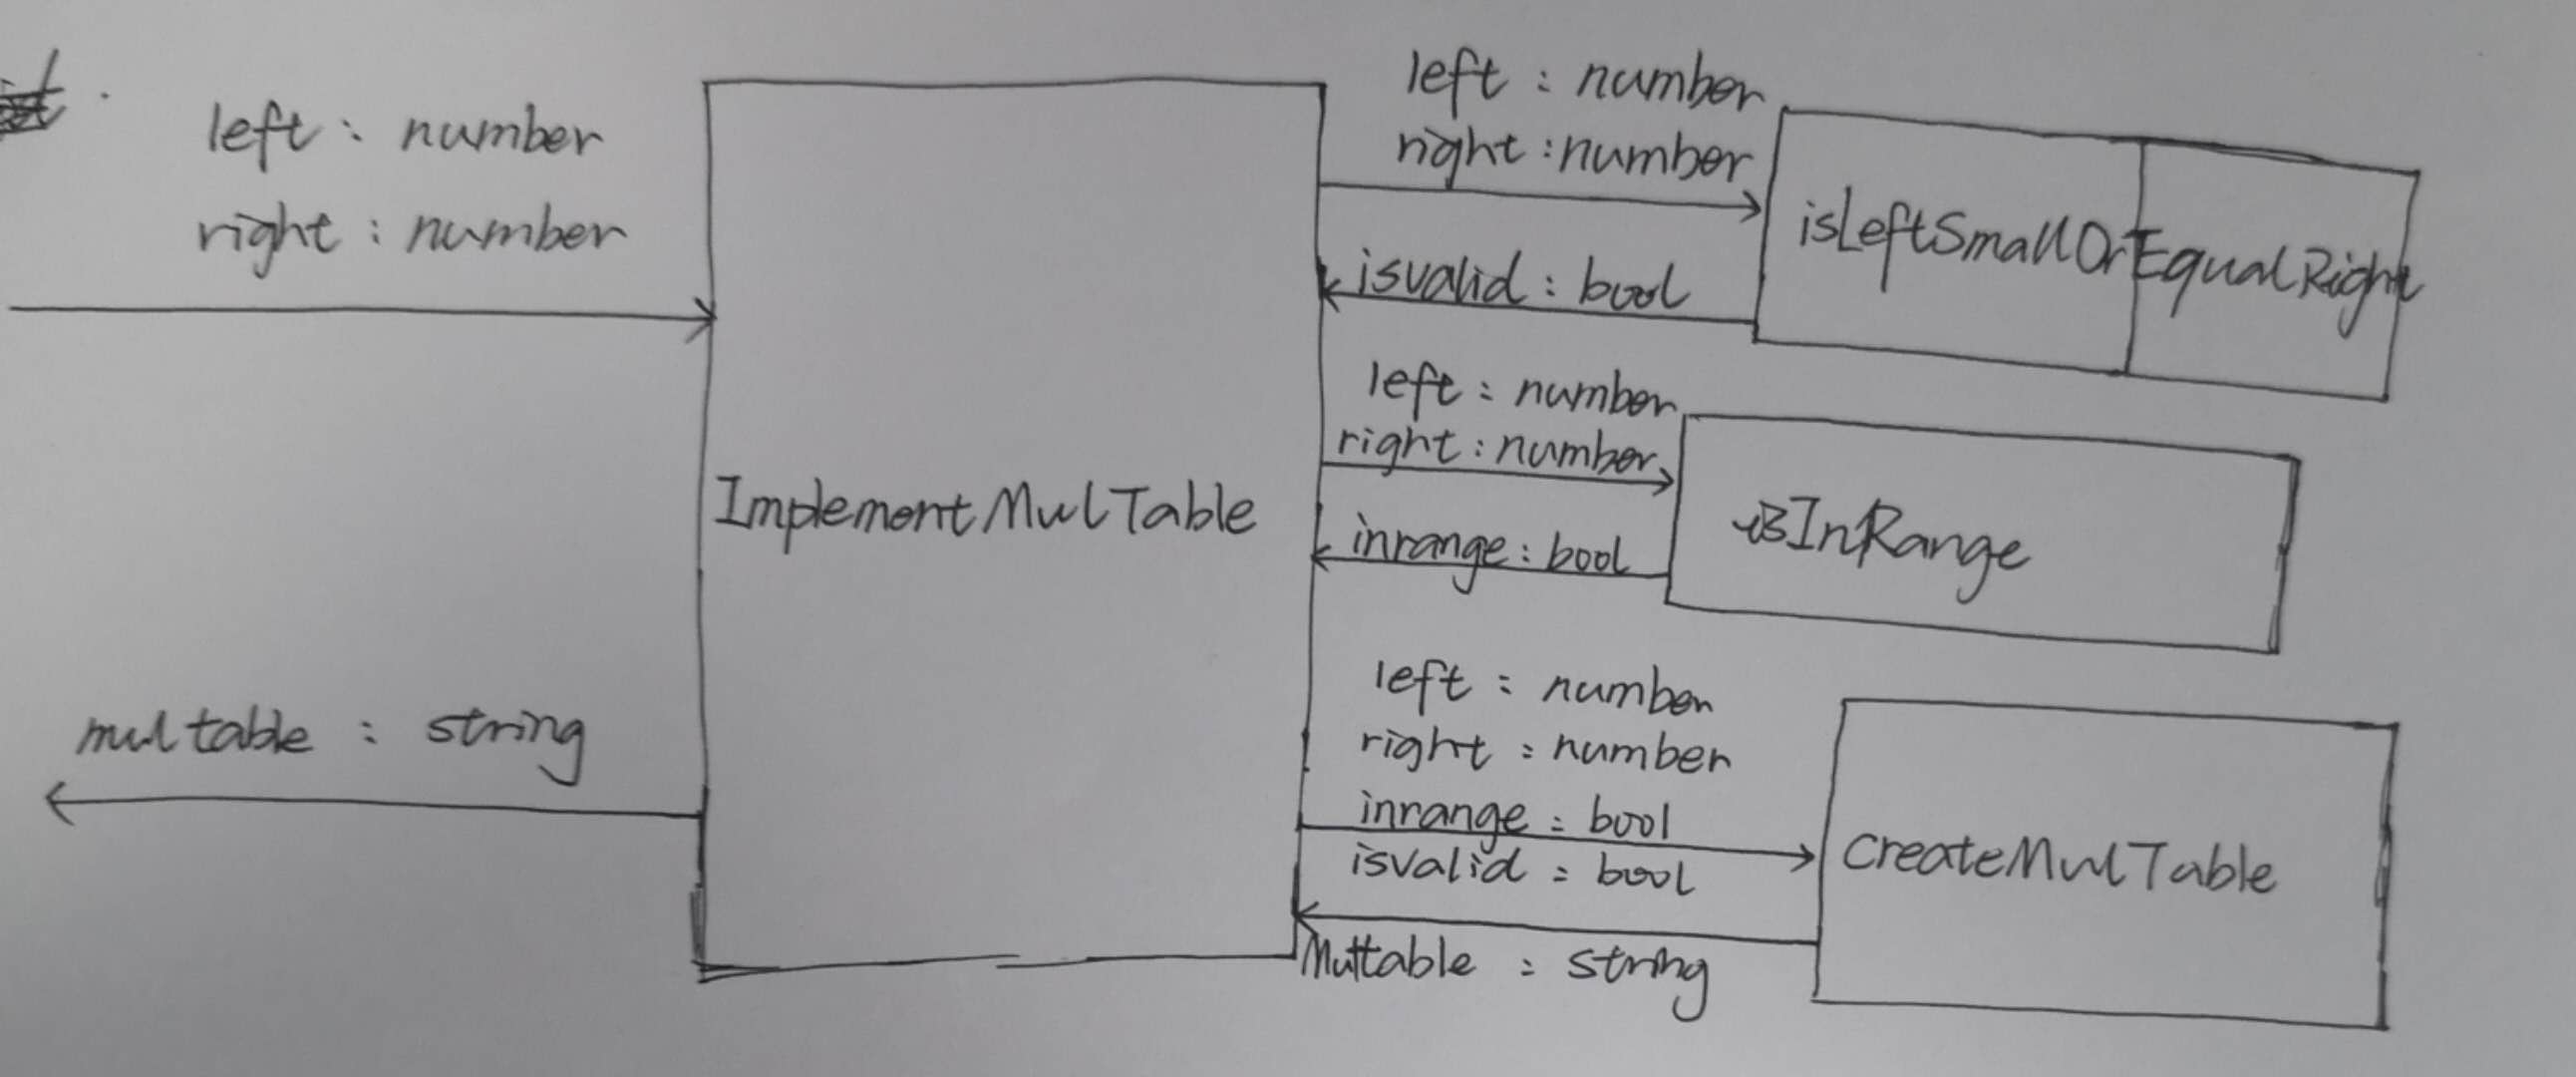 left : number
right : number
multable : string
ImplementMulTable
left : number
right : number
isvalid : bool
isLeftSmallOrEqualRight
left : number
right : number
inrange : bool
isInRange
left : number
right : number
inrange : bool
isvalid : bool
Multable : string
createMulTable